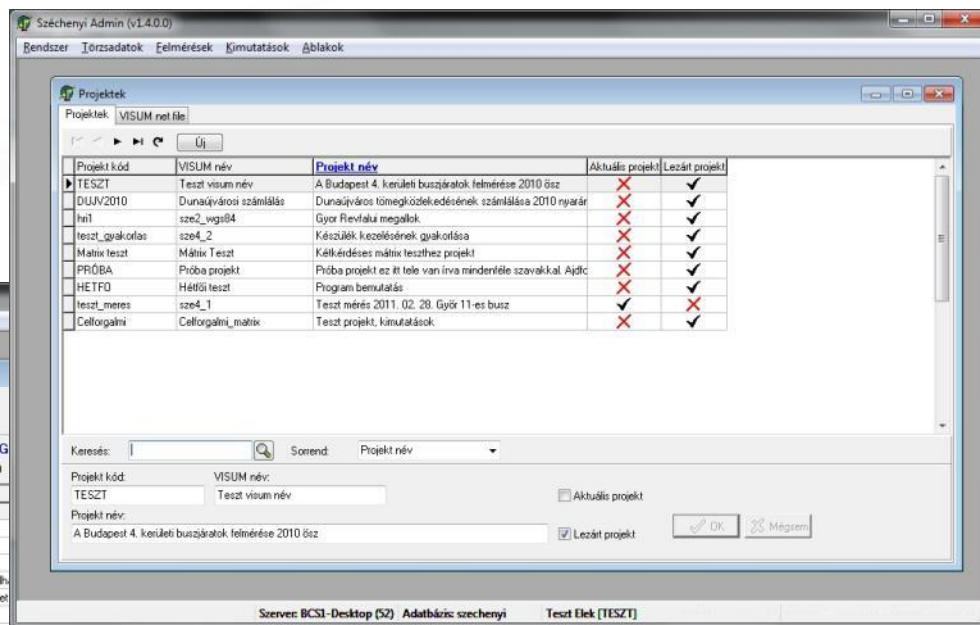 Széchenyi Admin (v1.4.0.0)
Rendszer Törzsadatok Felmérések Kimutatások Ablakok
Projektek
Projektek VISUM net file
Új
Projekt kód VISUM név Projekt név Aktuális projekt Lezárt projekt
TESZT Teszt visum név A Budapest 4. kerületi buszjáratok felmérése 2010 ősz
DUJV2010 Dunaújvárosi számlálás Dunaújváros tömegközlekedésének számlálása 2010 nyarár
hri1 sze2_wgs84 Gyor Revfalui megallok
teszt_gyakorlas sze4_2 Készülék kezelésének gyakorlása
Matrix teszt Mátrix Teszt Kétkérdéses mátrix teszthez projekt
PRÓBA Próba projekt Próba projekt ez itt tele van írva mindenféle szavakkal. Ajdfc
HETFO Hétfői teszt Program bemutatás
teszt_meres sze4_1 Teszt mérés 2011. 02. 28. Győr 11-es busz
Celforgalmi Celforgalmi_matrix Teszt projekt, kimutatások
Keresés: Sorrend: Projekt név
Projekt kód: VISUM név:
TESZT Teszt visum név Aktuális projekt
Projekt név:
A Budapest 4. kerületi buszjáratok felmérése 2010 ősz Lezárt projekt OK Mégsem
Szerver: BCS1-Desktop (52) Adatbázis: szechenyi Teszt Elek [TESZT]